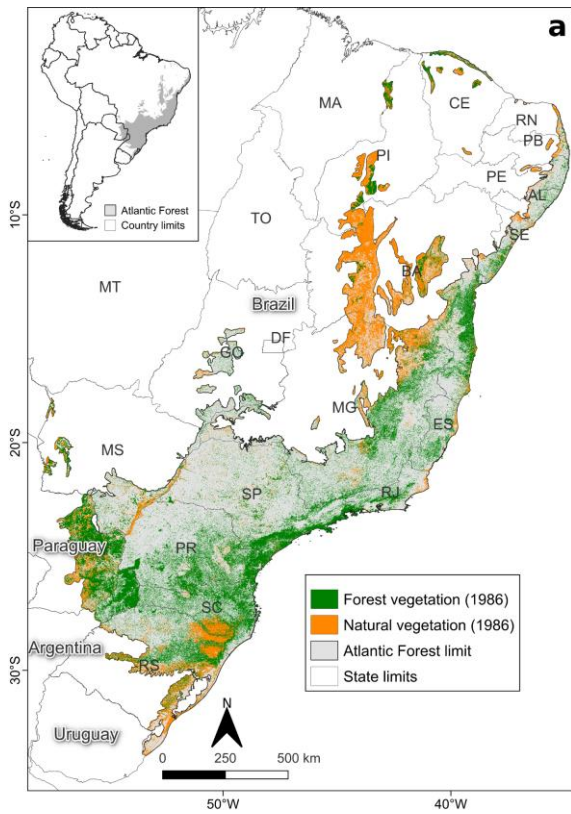 a
Atlantic Forest
Country limits
MA
CE
RN
PB
PI
PE
AL
SE
10°S
TO
BA
MT
Brazil
DF
GO
MG
ES
20°S
MS
SP
RJ
Paraguay
PR
SC
Argentina
RS
30°S
Uruguay
Forest vegetation (1986)
Natural vegetation (1986)
Atlantic Forest limit
State limits
N
0 250 500 km
50°W 40°W